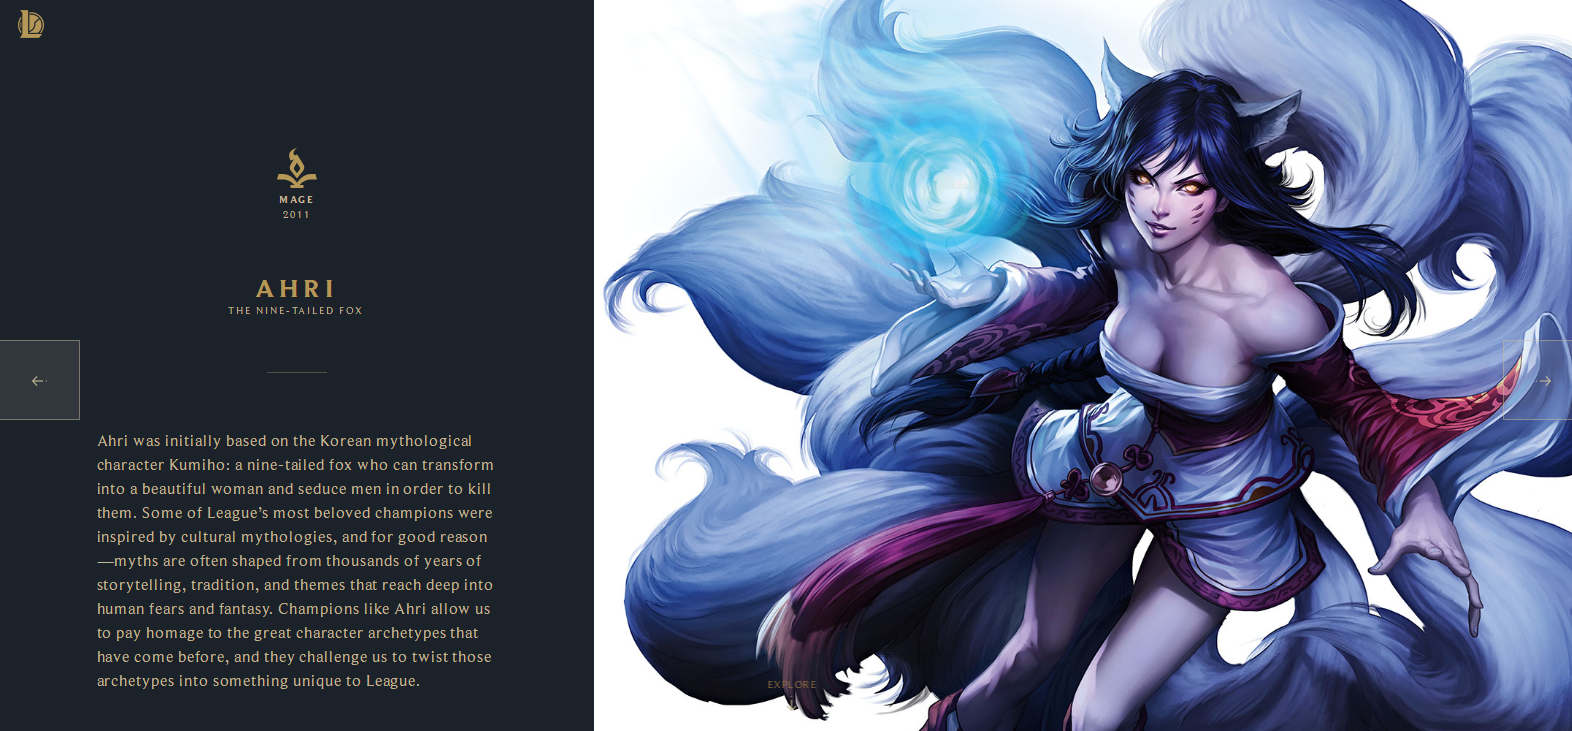 MAGE
2011
AHRI
THE NINE-TAILED FOX
Ahri was initially based on the Korean mythological
character Kumiho: a nine-tailed fox who can transform
into a beautiful woman and seduce men in order to kill
them. Some of League’s most beloved champions were
inspired by cultural mythologies, and for good reason
—myths are often shaped from thousands of years of
storytelling, tradition, and themes that reach deep into
human fears and fantasy. Champions like Ahri allow us
to pay homage to the great character archetypes that
have come before, and they challenge us to twist those
archetypes into something unique to League.
EXPLORE